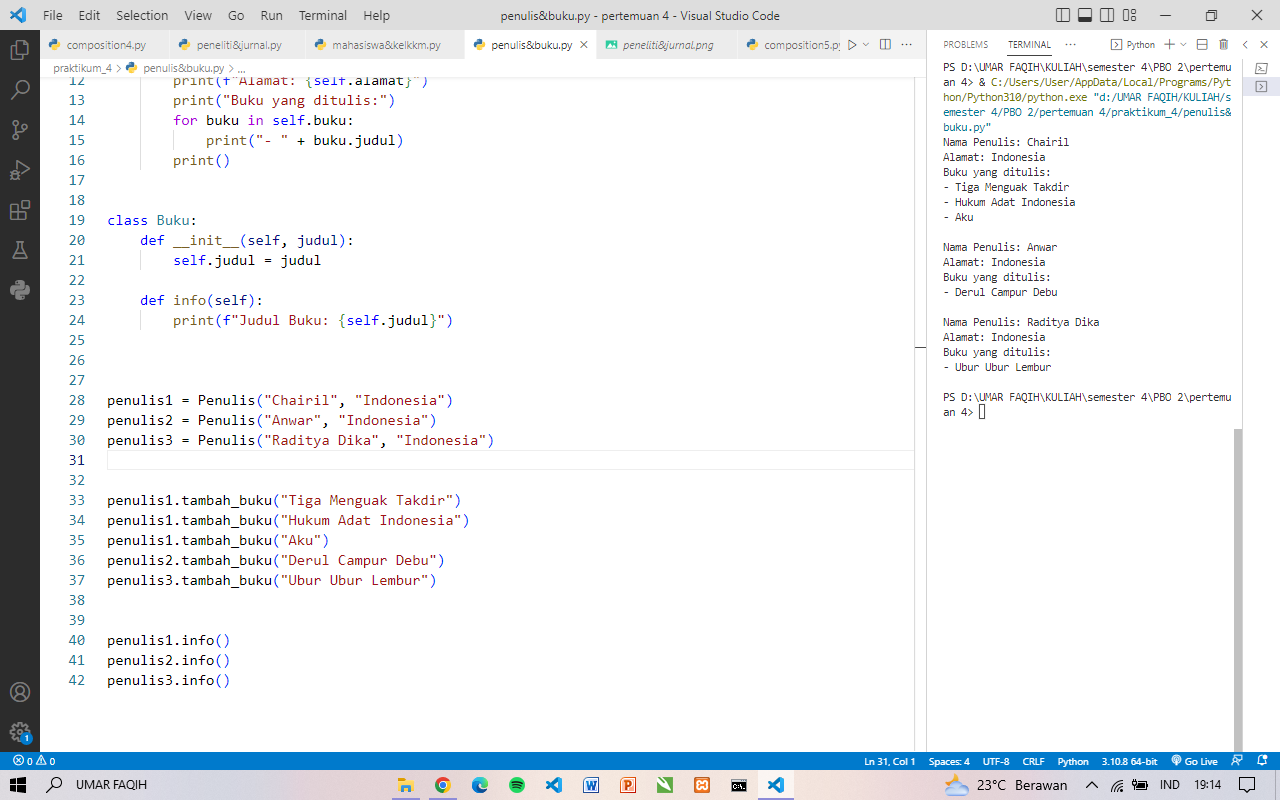 File Edit Selection View Go Run Terminal Help
penulis&buku.py - pertemuan 4 - Visual Studio Code
composition4.py peneliti&jurnal.py mahasiswa&kelkkm.py penulis&buku.py peneliti&jurnal.png composition5.py
praktikum_4 > penulis&buku.py > ...
12 print(f"Alamat: {self.alamat}")
13 print("Buku yang ditulis:")
14 for buku in self.buku:
15 print("- " + buku.judul)
16 print()
17
18
19 class Buku:
20 def __init__(self, judul):
21 self.judul = judul
22
23 def info(self):
24 print(f"Judul Buku: {self.judul}")
25
26
27
28 penulis1 = Penulis("Chairil", "Indonesia")
29 penulis2 = Penulis("Anwar", "Indonesia")
30 penulis3 = Penulis("Raditya Dika", "Indonesia")
31
32
33 penulis1.tambah_buku("Tiga Menguak Takdir")
34 penulis1.tambah_buku("Hukum Adat Indonesia")
35 penulis1.tambah_buku("Aku")
36 penulis2.tambah_buku("Derul Campur Debu")
37 penulis3.tambah_buku("Ubur Ubur Lembur")
38
39
40 penulis1.info()
41 penulis2.info()
42 penulis3.info()
PROBLEMS TERMINAL ... Python
PS D:\UMAR FAQIH\KULIAH\semester 4\PBO 2\pertemu
an 4> & C:/Users/User/AppData/Local/Programs/Pyt
hon/Python310/python.exe "d:/UMAR FAQIH/KULIAH/s
emester 4/PBO 2/pertemuan 4/praktikum_4/penulis&
buku.py"
Nama Penulis: Chairil
Alamat: Indonesia
Buku yang ditulis:
- Tiga Menguak Takdir
- Hukum Adat Indonesia
- Aku
Nama Penulis: Anwar
Alamat: Indonesia
Buku yang ditulis:
- Derul Campur Debu
Nama Penulis: Raditya Dika
Alamat: Indonesia
Buku yang ditulis:
- Ubur Ubur Lembur
PS D:\UMAR FAQIH\KULIAH\semester 4\PBO 2\pertemu
an 4>
1
0 0 Ln 31, Col 1 Spaces: 4 UTF-8 CRLF Python 3.10.8 64-bit Go Live
UMAR FAQIH 23°C Berawan IND 19:14